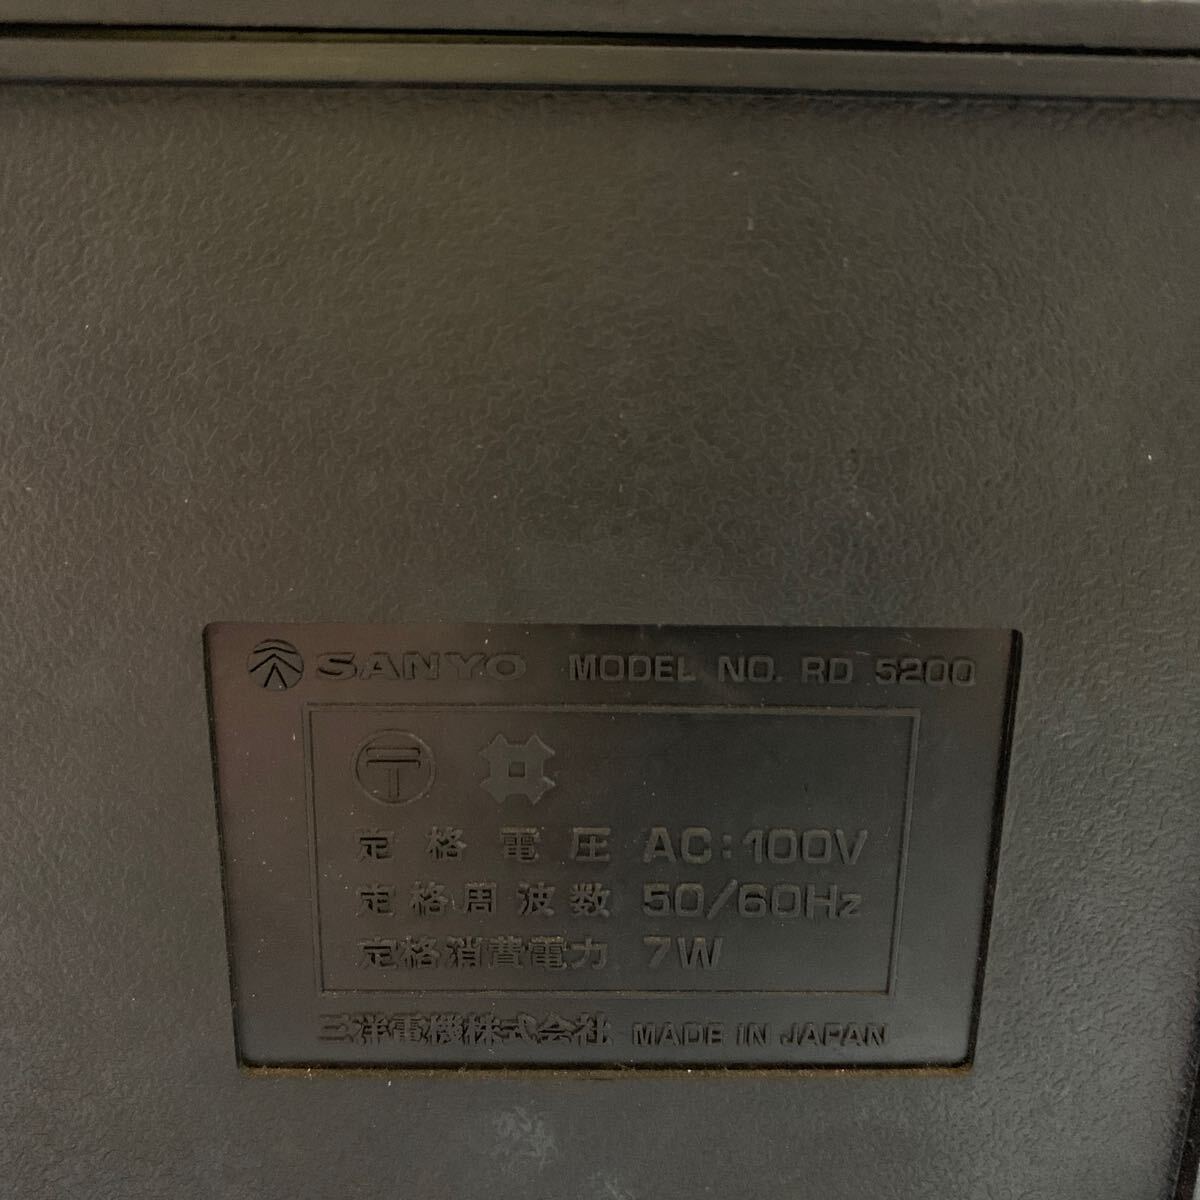 SANYO MODEL NO. RD 5200
〒
定格電圧 AC:100V
定格周波数 50/60Hz
定格消費電力 7W
三洋電機株式会社 MADE IN JAPAN